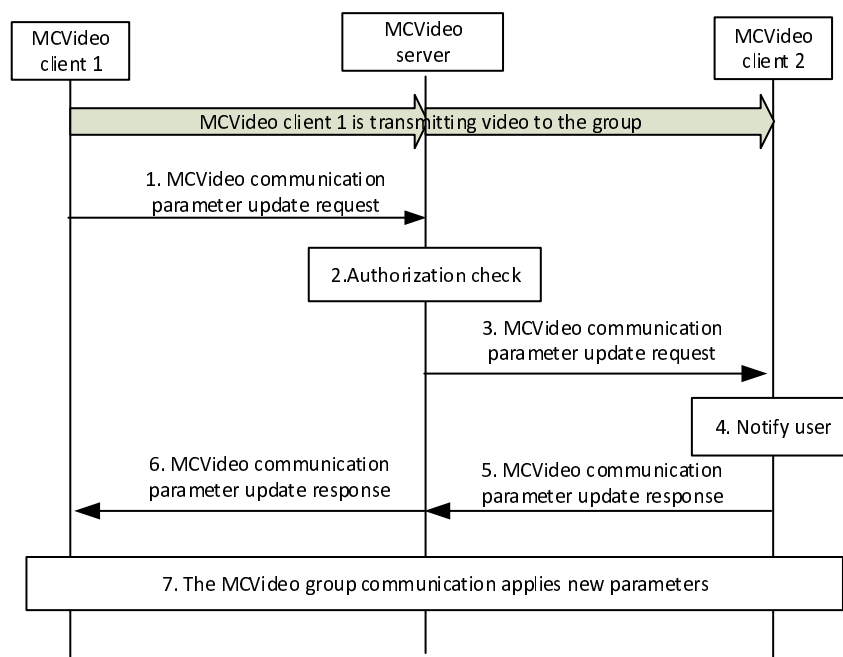 MCVideo
client 1
MCVideo
server
MCVideo
client 2
MCVideo client 1 is transmitting video to the group
1. MCVideo communication
parameter update request
2.Authorization check
3. MCVideo communication
parameter update request
4. Notify user
6. MCVideo communication
parameter update response
5. MCVideo communication
parameter update response
7. The MCVideo group communication applies new parameters